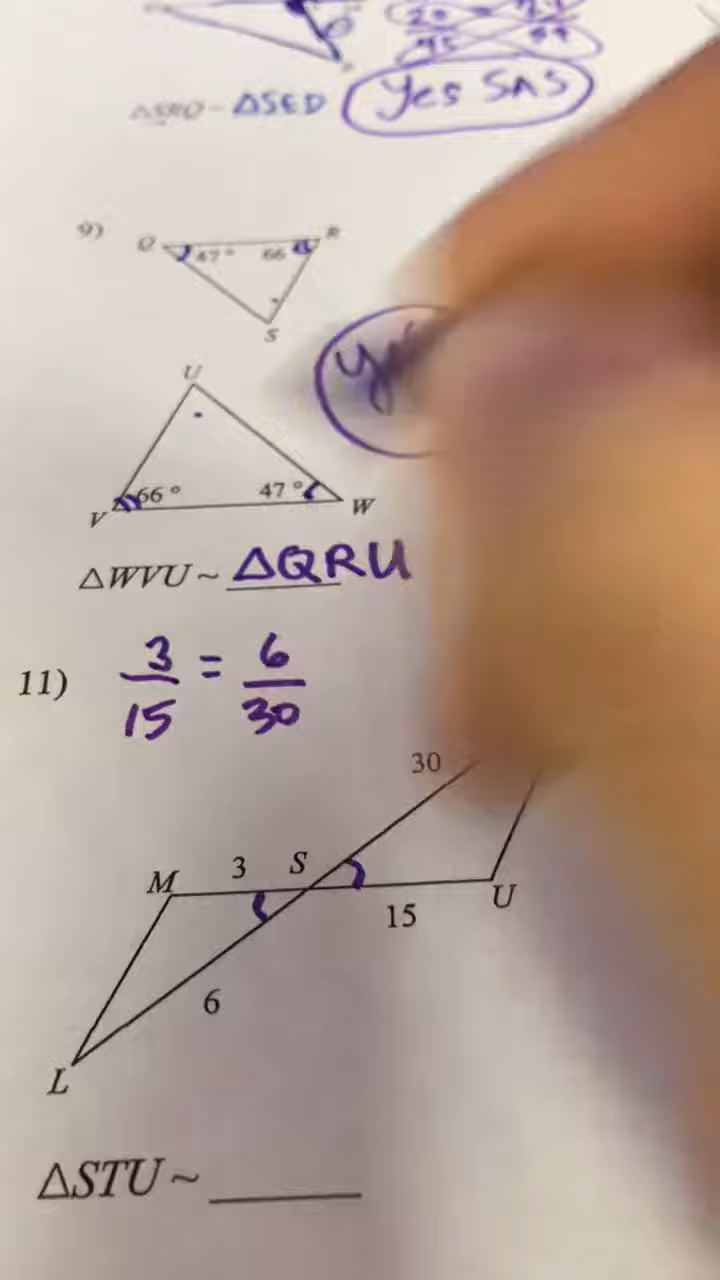 ΔSED Yes SAS
9)
Q 47° 66 R
S
U
V 66° 47° W
ΔWVU ~ ΔQRU
11) 3/15 = 6/30
30
M 3 S
15 U
6
L
ΔSTU ~